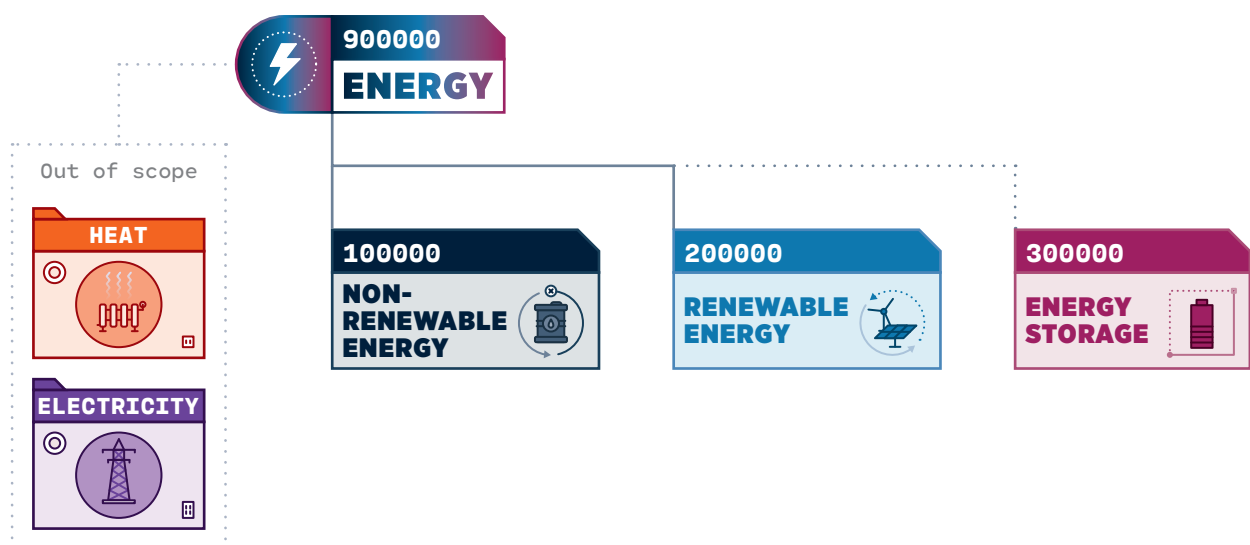 900000
ENERGY
Out of scope
HEAT
ELECTRICITY
100000
NON-
RENEWABLE
ENERGY
200000
RENEWABLE
ENERGY
300000
ENERGY
STORAGE